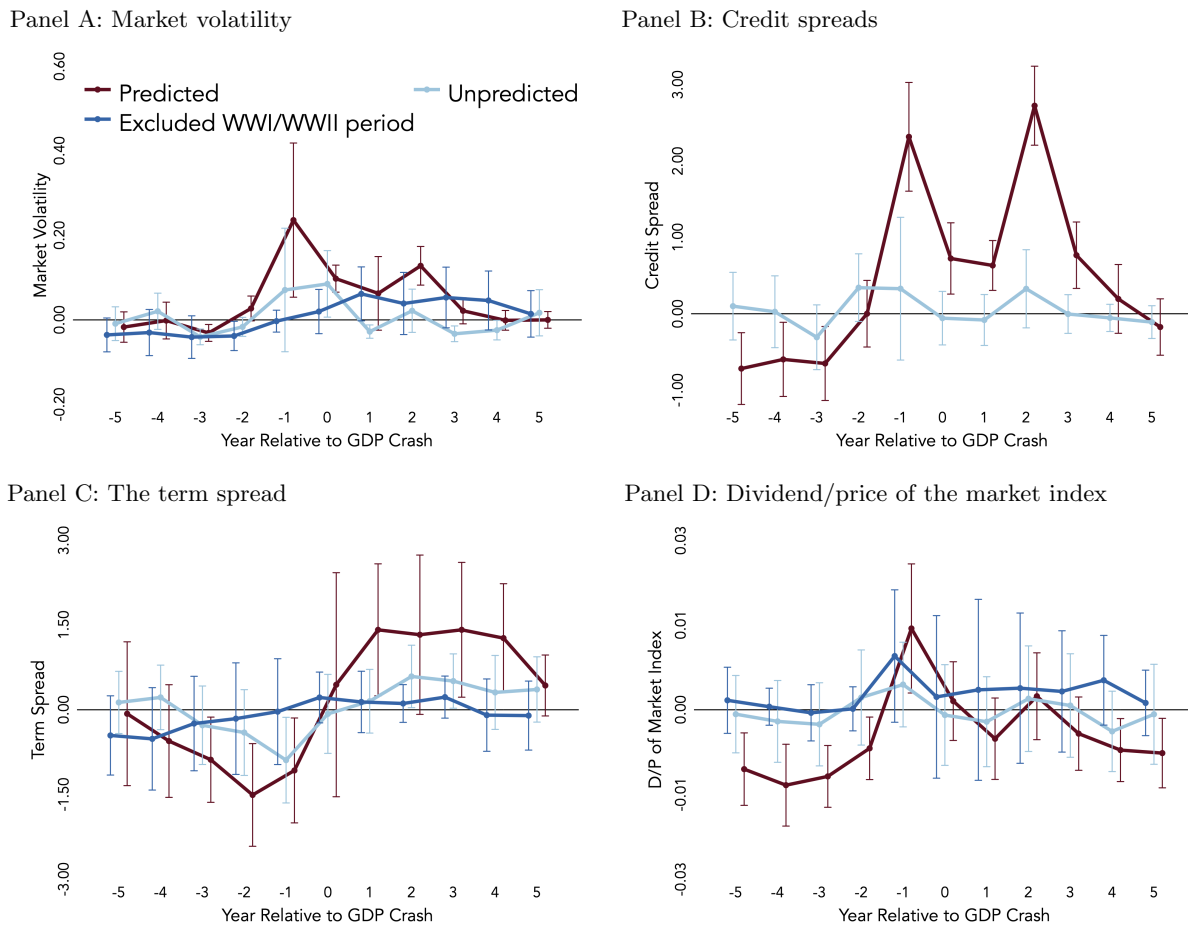 Panel A: Market volatility
0.60
0.40
0.20
0.00
-0.20
Market Volatility
Predicted
Unpredicted
Excluded WWI/WWII period
-5 -4 -3 -2 -1 0 1 2 3 4 5
Year Relative to GDP Crash
Panel B: Credit spreads
3.00
2.00
1.00
0.00
-1.00
Credit Spread
-5 -4 -3 -2 -1 0 1 2 3 4 5
Year Relative to GDP Crash
Panel C: The term spread
3.00
1.50
0.00
-1.50
-3.00
Term Spread
-5 -4 -3 -2 -1 0 1 2 3 4 5
Year Relative to GDP Crash
Panel D: Dividend/price of the market index
0.03
0.01
0.00
-0.01
-0.03
D/P of Market Index
-5 -4 -3 -2 -1 0 1 2 3 4 5
Year Relative to GDP Crash